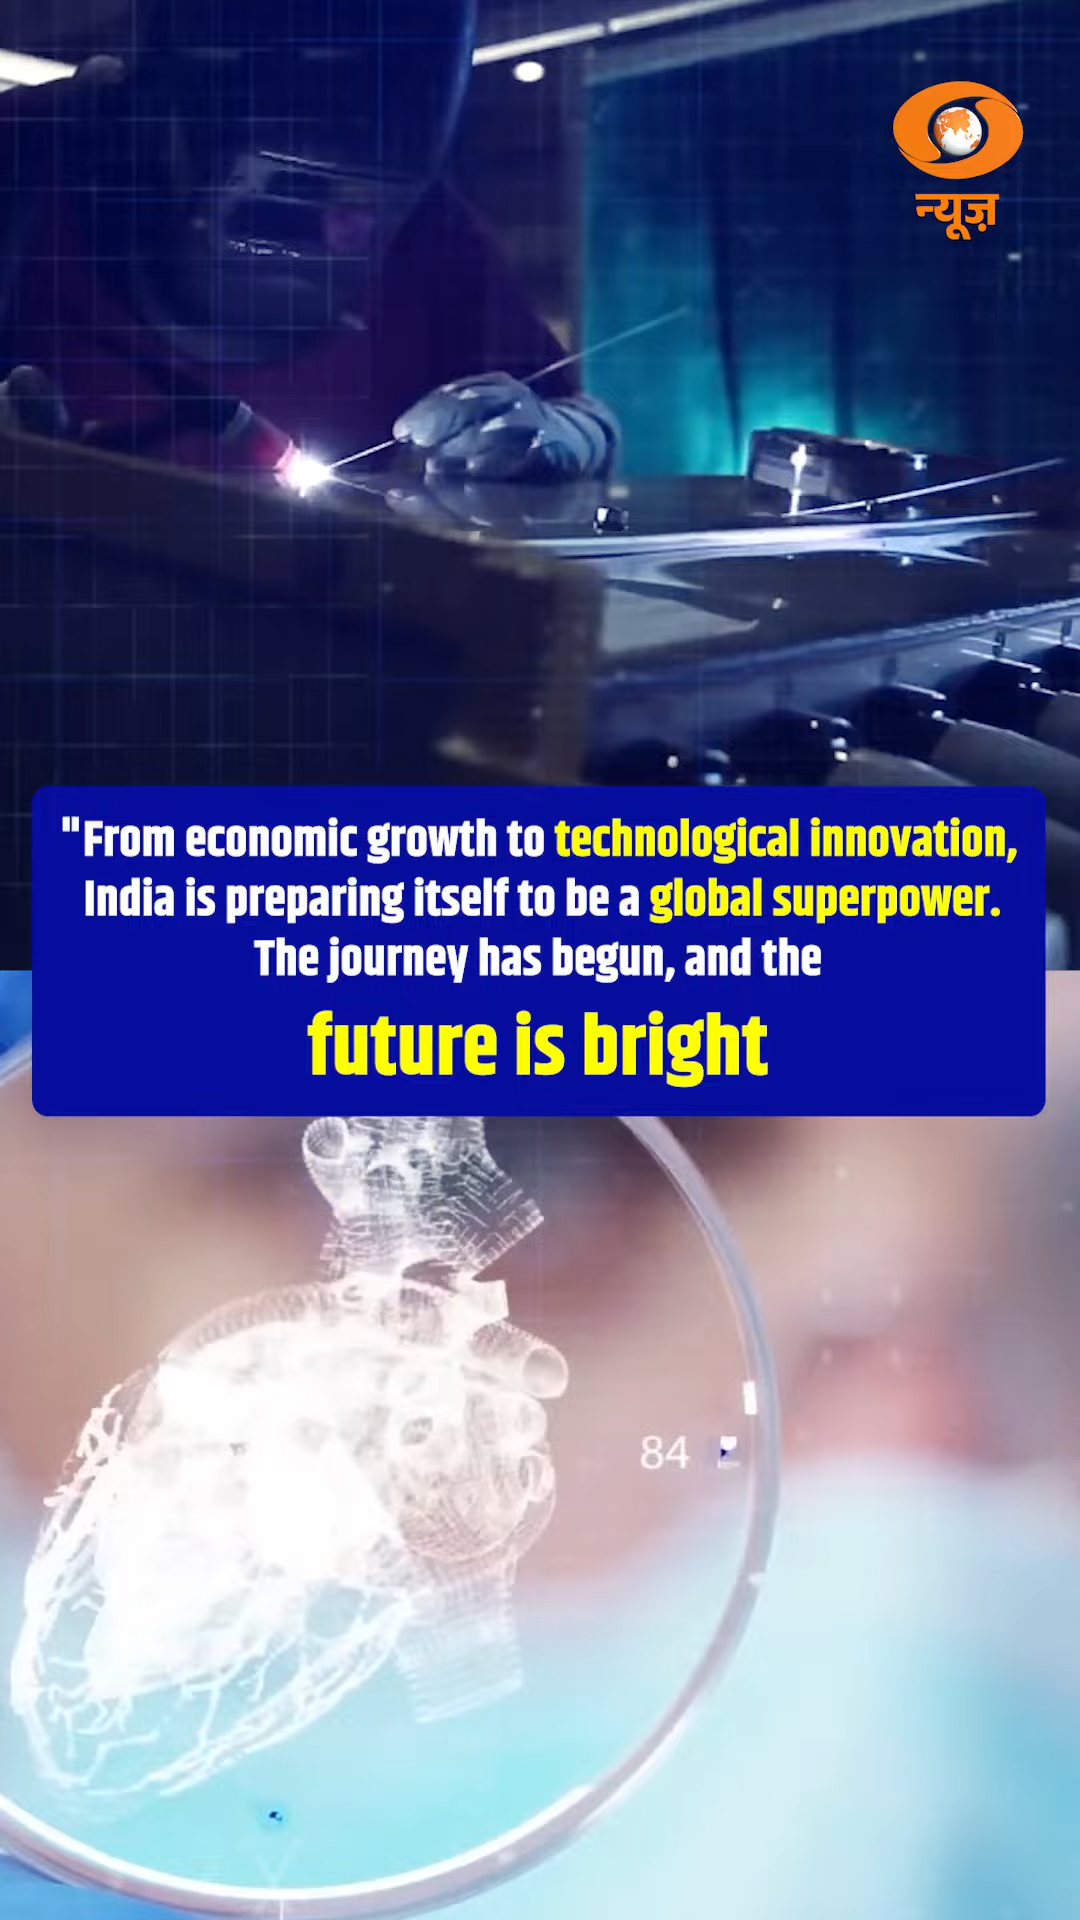 न्यूज़
"From economic growth to technological innovation,
India is preparing itself to be a global superpower.
The journey has begun, and the
future is bright
84